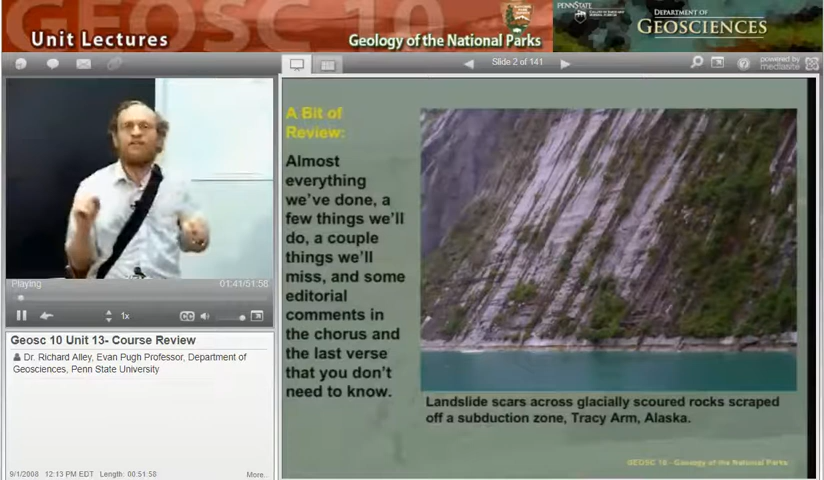 GEOSC 10
Unit Lectures
Geology of the National Parks
PENNSTATE
DEPARTMENT OF
GEOSCIENCES
Slide 2 of 141
powered by
mediasite
A Bit of
Review:
Almost
everything
we've done, a
few things we'll
do, a couple
things we'll
miss, and some
editorial
comments in
the chorus and
the last verse
that you don't
need to know.
Landslide scars across glacially scoured rocks scraped
off a subduction zone, Tracy Arm, Alaska.
GEOSC 10 - Geology of the National Parks
Playing
01:41/51:58
1x
CC
Geosc 10 Unit 13- Course Review
Dr. Richard Alley, Evan Pugh Professor, Department of
Geosciences, Penn State University
9/1/2008 12:13 PM EDT Length: 00:51:58
More..